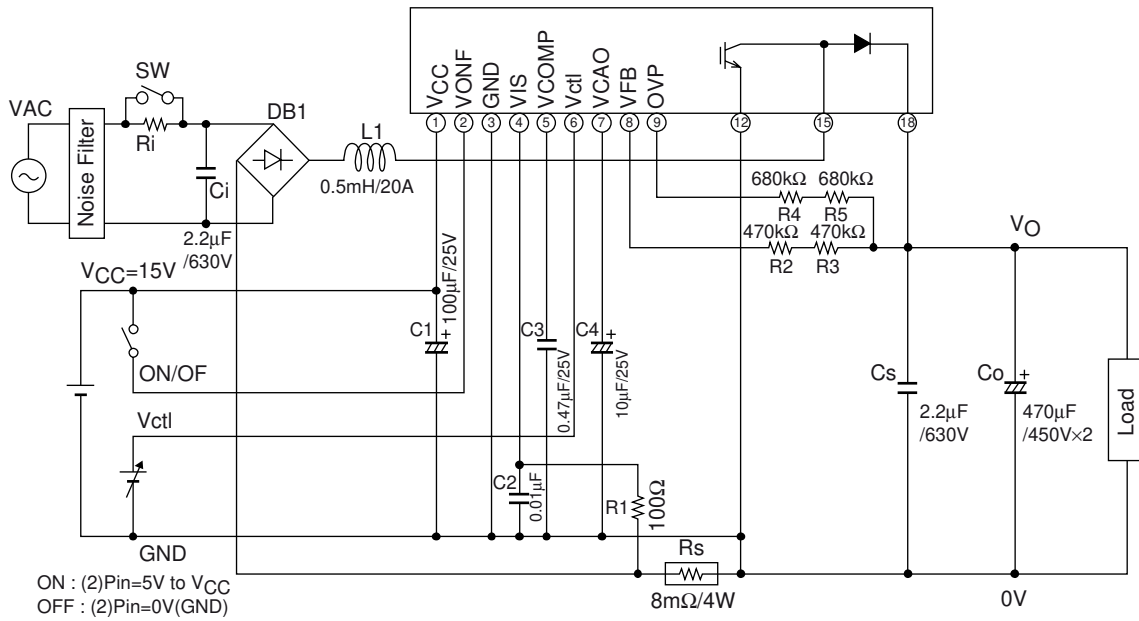 VCC
VONF
GND
VIS
VCOMP
Vctl
VCAO
VFB
OVP
1
2
3
4
5
6
7
8
9
12
15
18
SW
VAC
Noise Filter
Ri
Ci
2.2μF
/630V
DB1
L1
0.5mH/20A
680kΩ
680kΩ
R4
R5
470kΩ
470kΩ
R2
R3
VO
VCC=15V
ON/OF
Vctl
GND
C1
+
100μF/25V
C3
0.47μF/25V
C4
+
10μF/25V
C2
0.01μF
R1
100Ω
Rs
8mΩ/4W
Cs
2.2μF
/630V
Co
+
470μF
/450V×2
Load
0V
ON : (2)Pin=5V to VCC
OFF : (2)Pin=0V(GND)